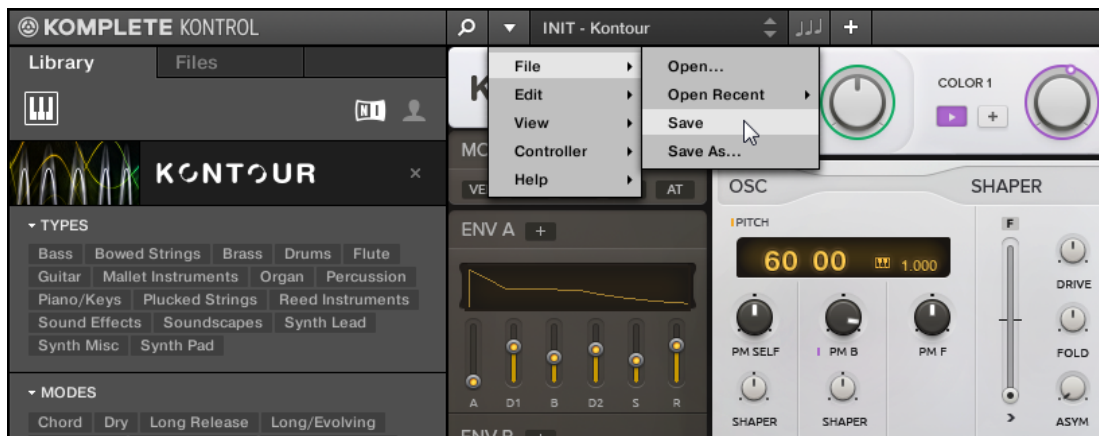 KOMPLETE KONTROL
INIT - Kontour
Library
Files
NI
KONTOUR
TYPES
Bass Bowed Strings Brass Drums Flute
Guitar Mallet Instruments Organ Percussion
Piano/Keys Plucked Strings Reed Instruments
Sound Effects Soundscapes Synth Lead
Synth Misc Synth Pad
MODES
Chord Dry Long Release Long/Evolving
File
Edit
View
Controller
Help
Open...
Open Recent
Save
Save As...
K
MO
VE
AT
ENV A
A D1 B D2 S R
ENV B
COLOR 1
OSC
SHAPER
PITCH
60 00 1.000
PM SELF PM B PM F
SHAPER SHAPER
F
DRIVE
FOLD
ASYM